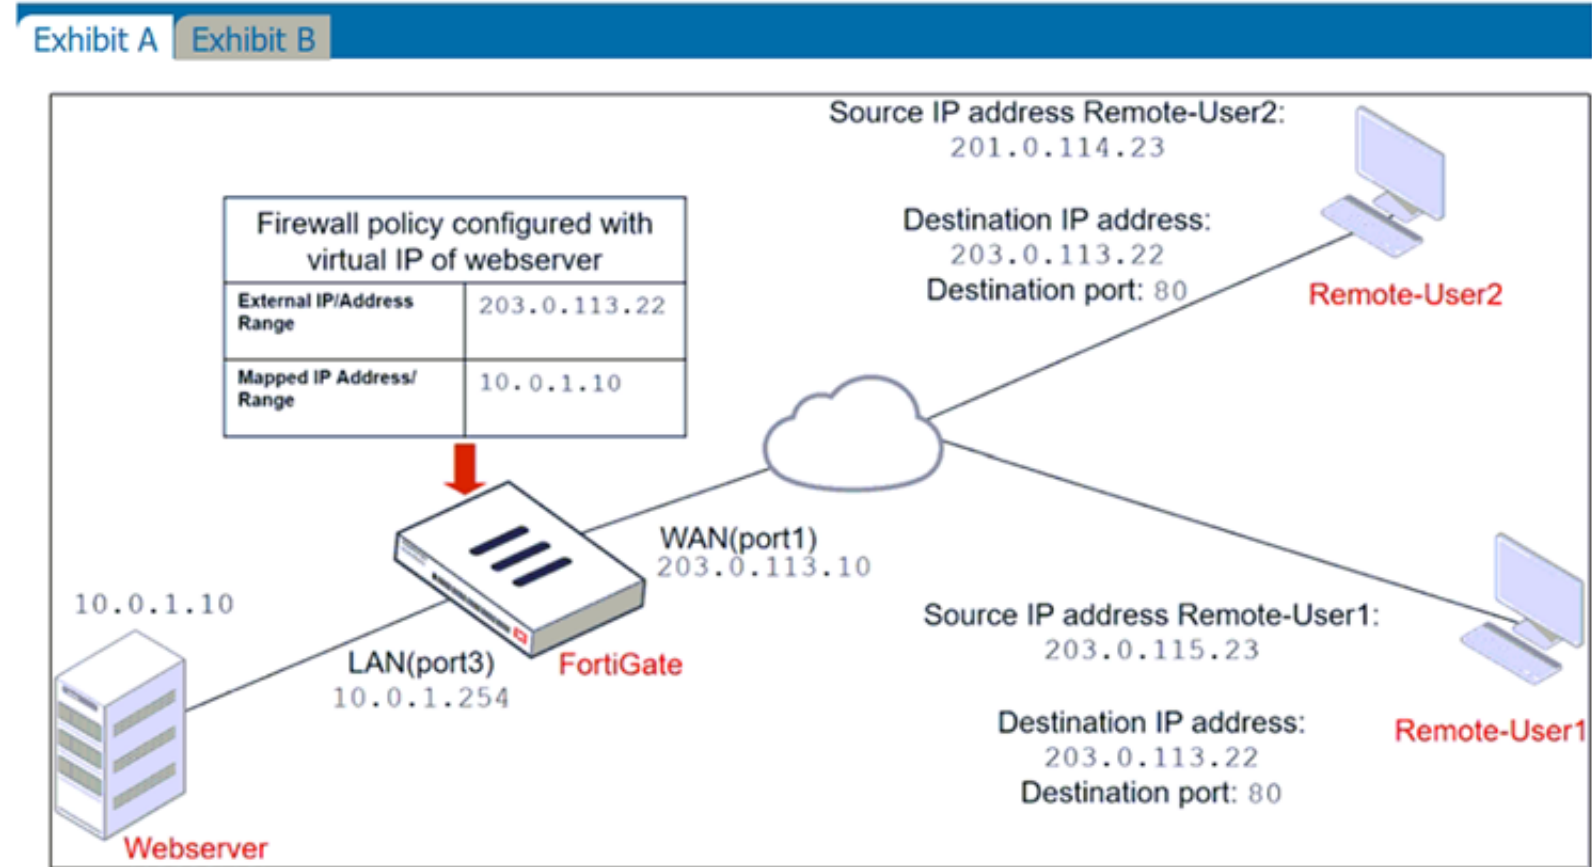 Exhibit A
Exhibit B
Source IP address Remote-User2:
201.0.114.23
Destination IP address:
203.0.113.22
Destination port: 80
Remote-User2
Firewall policy configured with
virtual IP of webserver
External IP/Address
Range
203.0.113.22
Mapped IP Address/
Range
10.0.1.10
WAN(port1)
203.0.113.10
10.0.1.10
LAN(port3)
10.0.1.254
FortiGate
Source IP address Remote-User1:
203.0.115.23
Destination IP address:
203.0.113.22
Destination port: 80
Remote-User1
Webserver